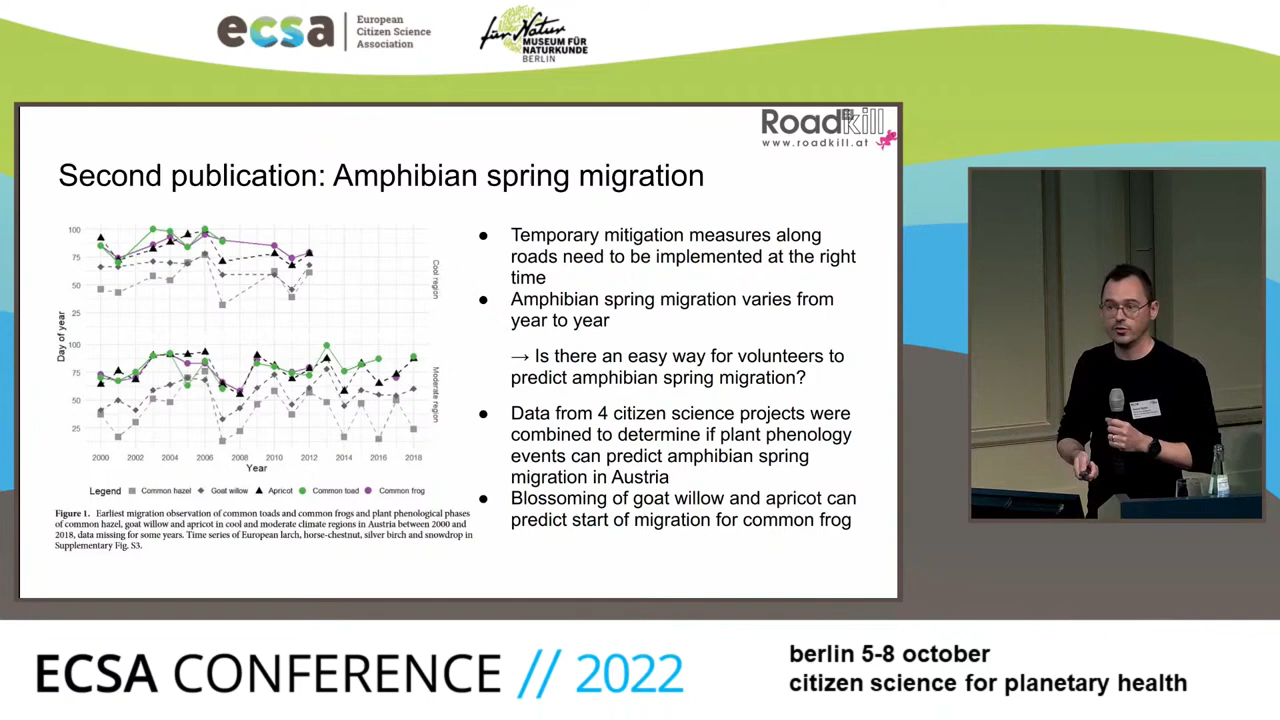 ecsa
European
Citizen Science
Association
für Natur
MUSEUM FÜR
NATURKUNDE
BERLIN
Roadkill
www.roadkill.at
Second publication: Amphibian spring migration
100
75
50
25
Cool region
Day of year
100
75
50
25
Moderate region
2000 2002 2004 2006 2008 2010 2012 2014 2016 2018
Year
Legend Common hazel Goat willow Apricot Common toad Common frog
Figure 1. Earliest migration observation of common toads and common frogs and plant phenological phases
of common hazel, goat willow and apricot in cool and moderate climate regions in Austria between 2000 and
2018, data missing for some years. Time series of European larch, horse-chestnut, silver birch and snowdrop in
Supplementary Fig. S3.
● Temporary mitigation measures along
roads need to be implemented at the right
time
● Amphibian spring migration varies from
year to year
→ Is there an easy way for volunteers to
predict amphibian spring migration?
● Data from 4 citizen science projects were
combined to determine if plant phenology
events can predict amphibian spring
migration in Austria
● Blossoming of goat willow and apricot can
predict start of migration for common frog
ECSA CONFERENCE // 2022
berlin 5-8 october
citizen science for planetary health